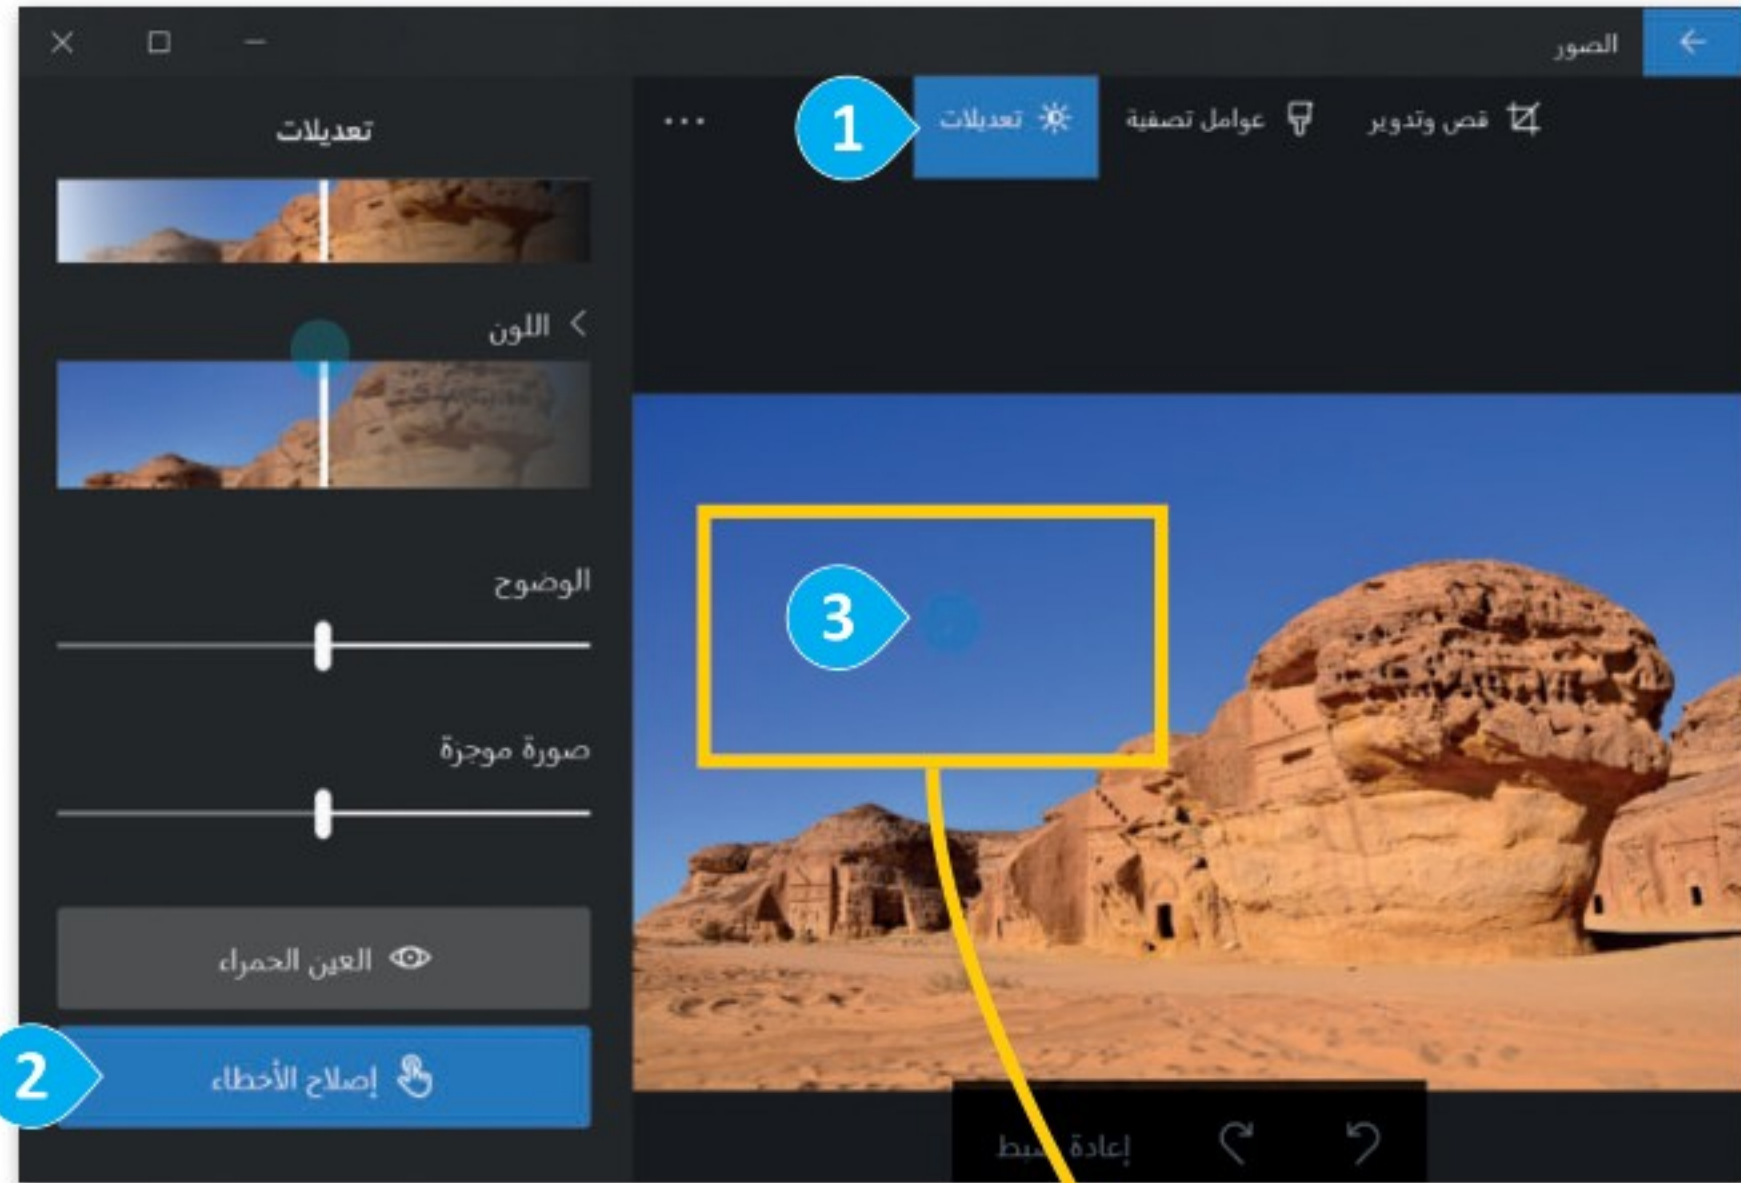 الصور
قص وتدوير
عوامل تصفية
تعديلات
1
...
تعديلات
اللون
الوضوح
3
صورة موجزة
العين الحمراء
إصلاح الأخطاء
2
إعادة ضبط